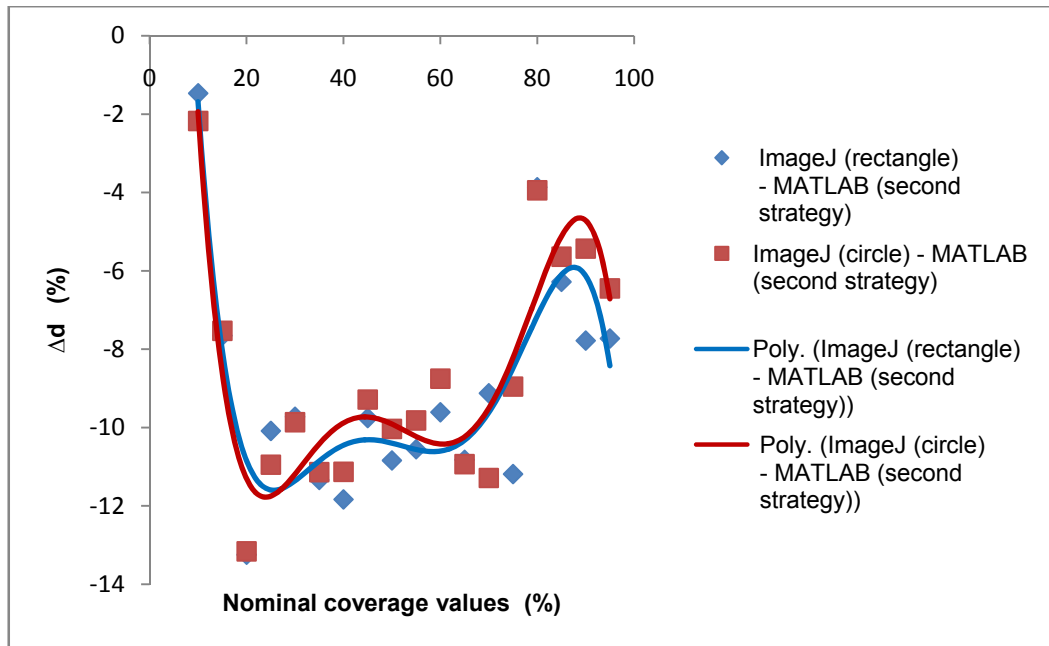 0
0
20
40
60
80
100
-2
-4
-6
-8
-10
-12
-14
Δd (%)
Nominal coverage values (%)
ImageJ (rectangle)
- MATLAB (second
strategy)
ImageJ (circle) - MATLAB
(second strategy)
Poly. (ImageJ (rectangle)
- MATLAB (second
strategy))
Poly. (ImageJ (circle)
- MATLAB (second
strategy))